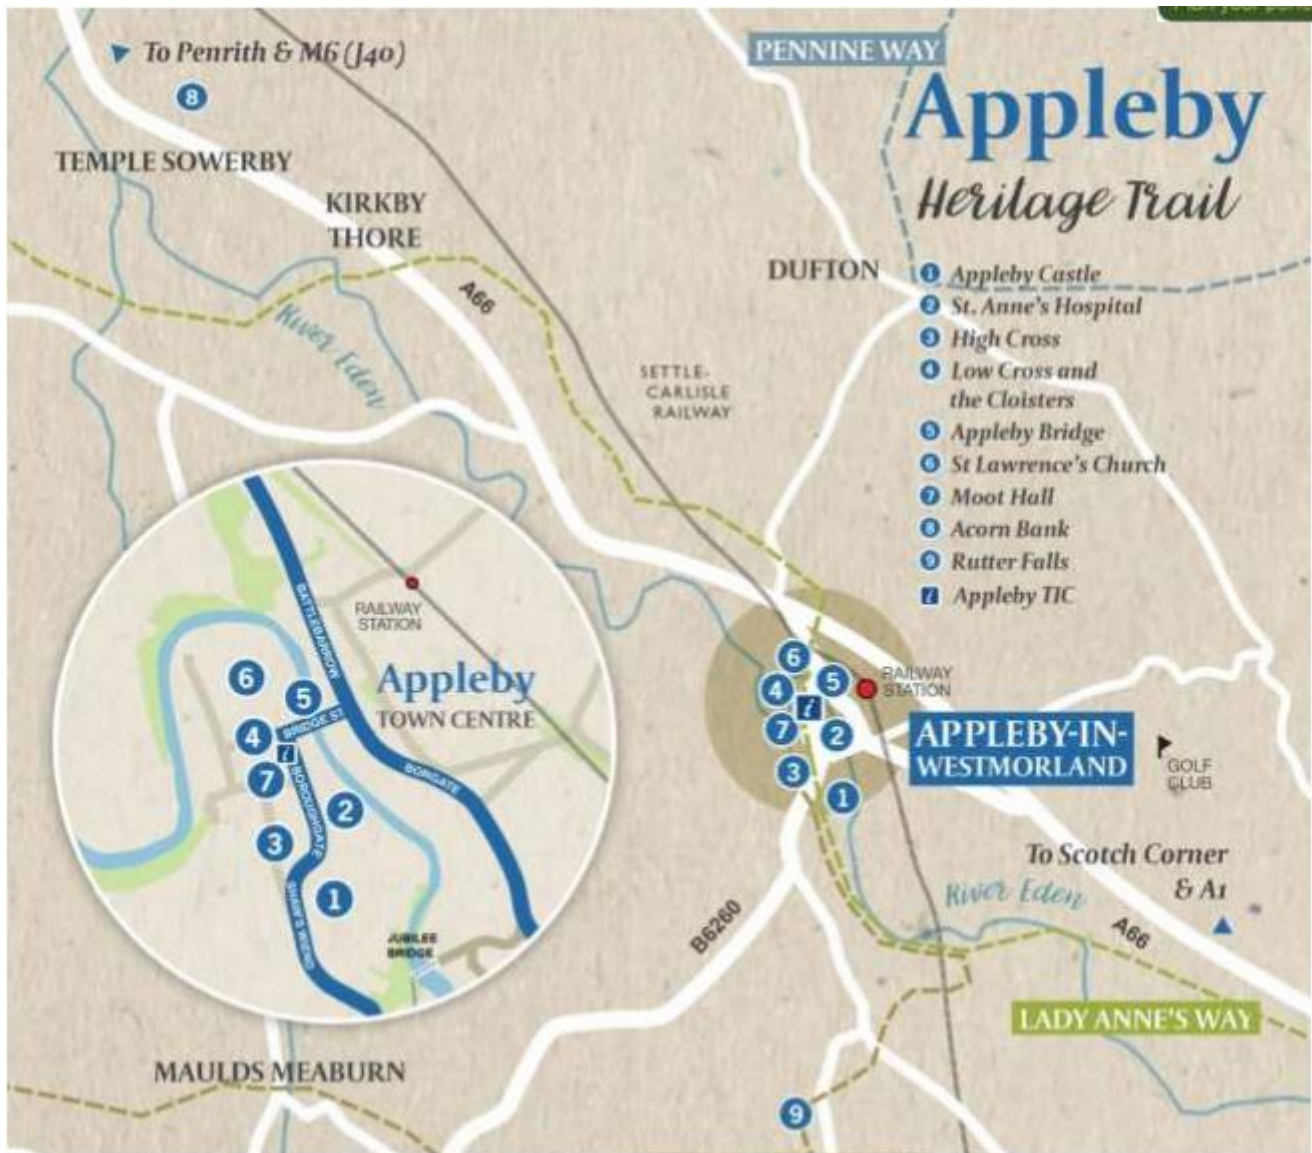 To Penrith & M6 (J40)
8
TEMPLE SOWERBY
KIRKBY
THORE
A66
River Eden
SETTLE-
CARLISLE
RAILWAY
PENNINE WAY
Appleby
Heritage Trail
DUFTON
1 Appleby Castle
2 St. Anne's Hospital
3 High Cross
4 Low Cross and
the Cloisters
5 Appleby Bridge
6 St Lawrence's Church
7 Moot Hall
8 Acorn Bank
9 Rutter Falls
i Appleby TIC
BATTLEBARROW
RAILWAY
STATION
Appleby
TOWN CENTRE
6
5
BRIDGE ST
4
i
7
BOROUGHGATE
BONGATE
2
3
1
SHAW'S WIEND
JUBILEE
BRIDGE
6
5
RAILWAY
STATION
4
i
7
2
3
1
APPLEBY-IN-
WESTMORLAND
GOLF
CLUB
To Scotch Corner
& A1
River Eden
A66
B6260
LADY ANNE'S WAY
MAULDS MEABURN
9